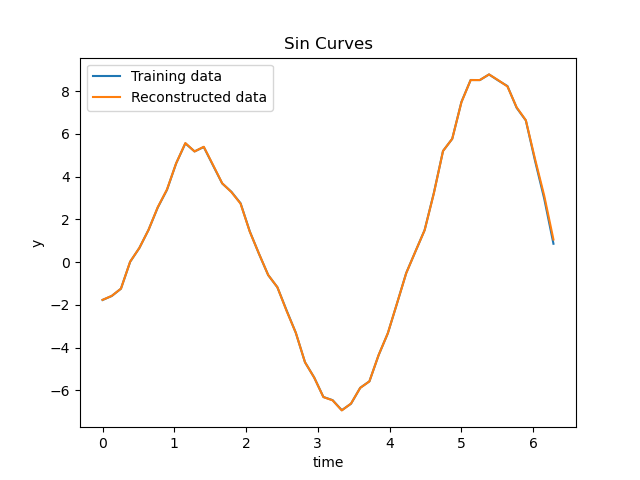 Sin Curves
Training data
Reconstructed data
8
6
4
2
0
−2
−4
−6
y
0 1 2 3 4 5 6
time